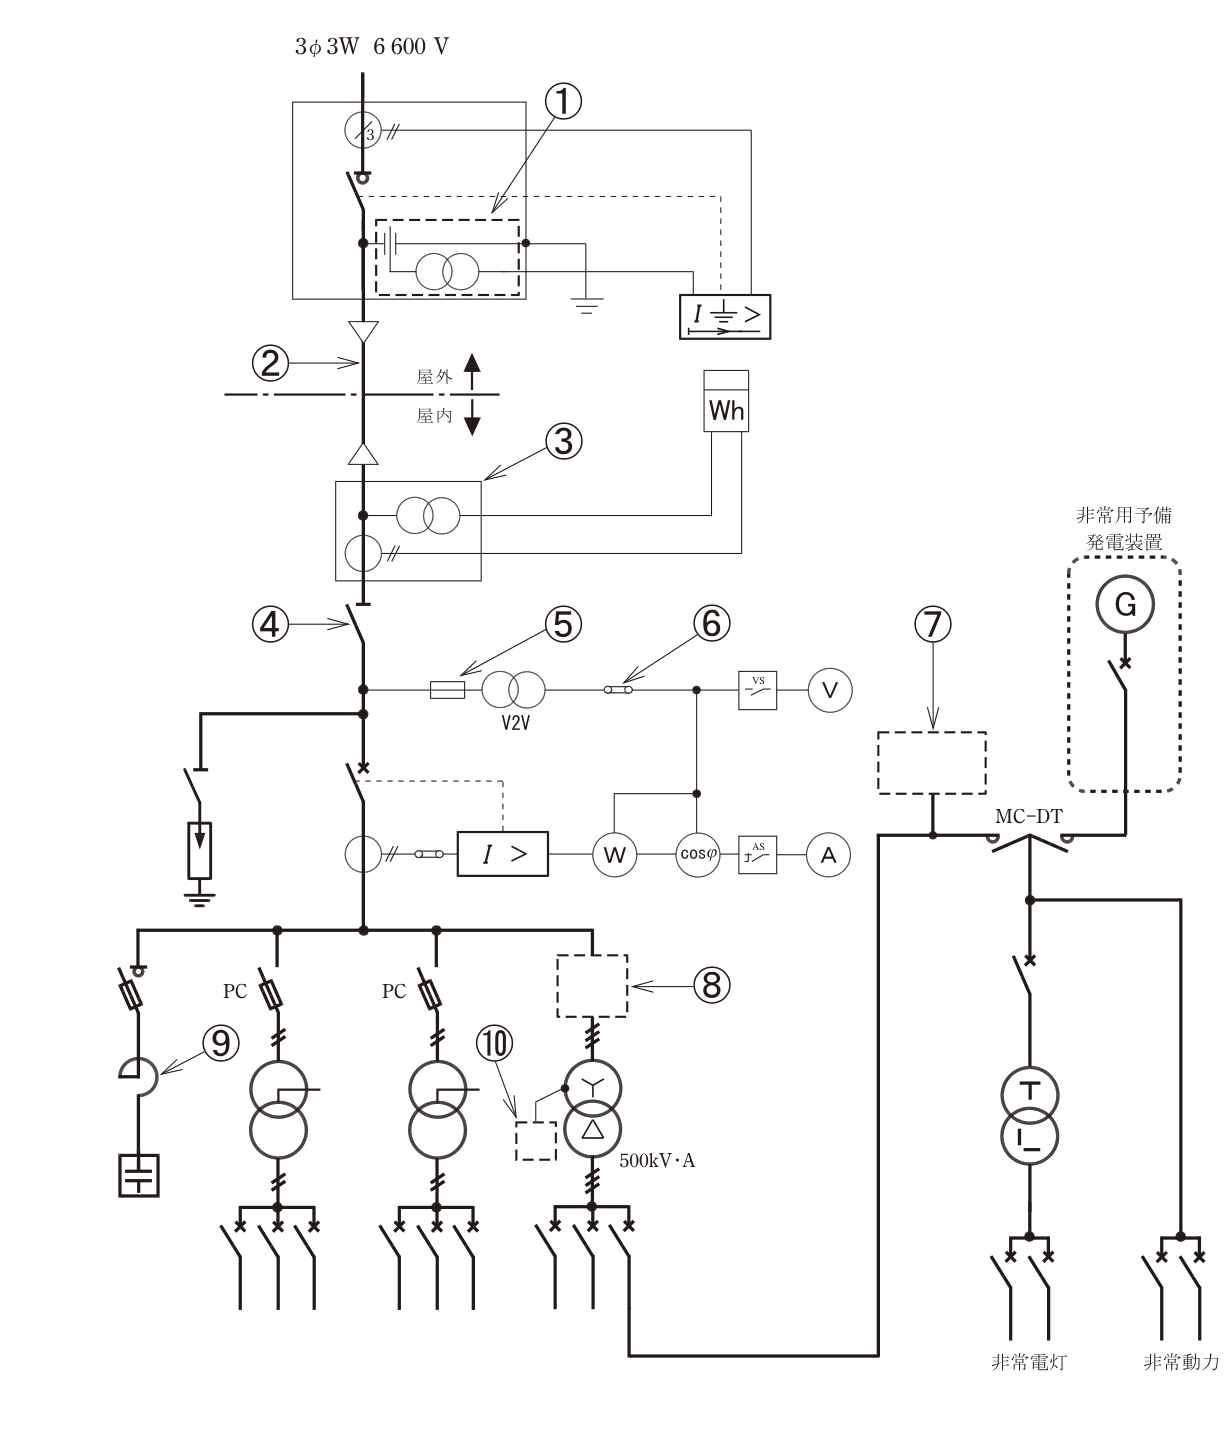 3φ3W 6 600 V
①
3
I >
②
屋外
屋内
Wh
③
非常用予備
発電装置
G
④
⑤
⑥
⑦
VS
V
V2V
MC-DT
I >
W
cosφ
AS
A
PC
PC
⑧
⑨
⑩
500kV·A
非常電灯
非常動力